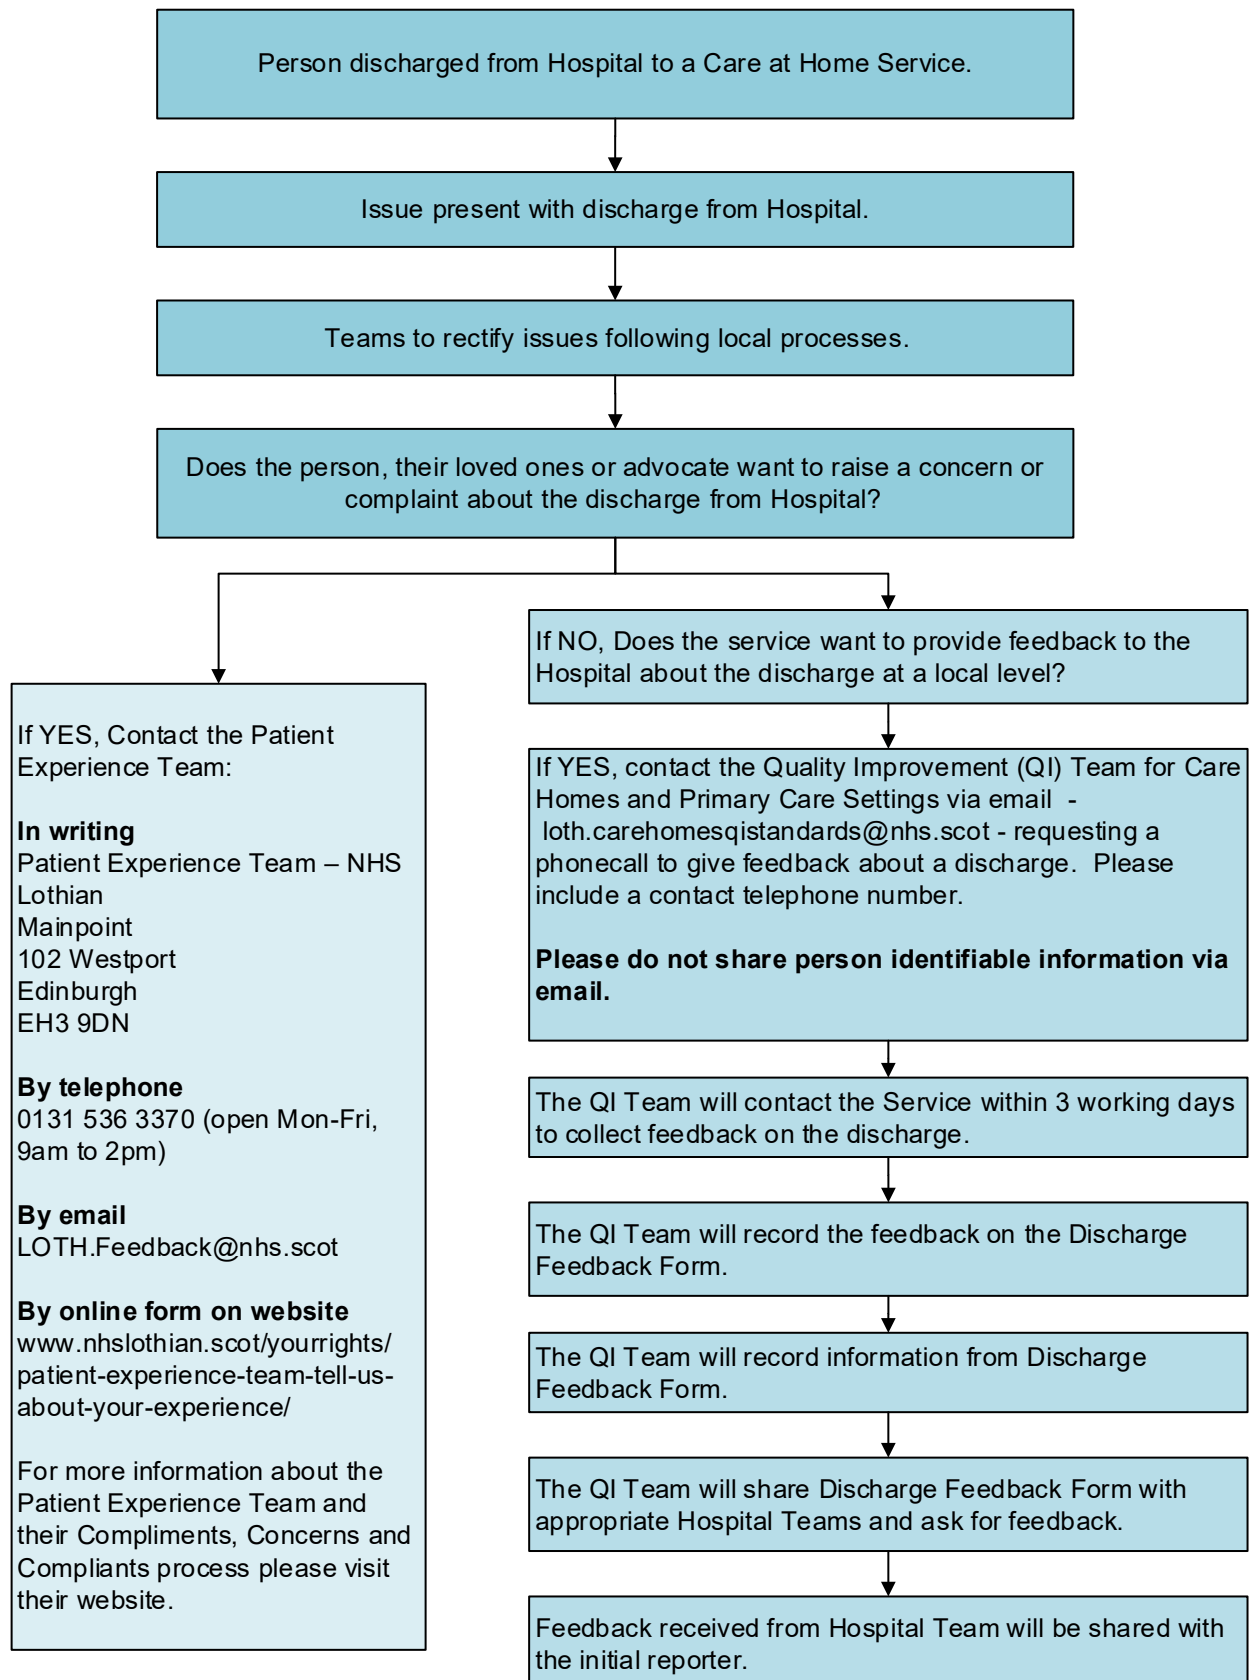 Person discharged from Hospital to a Care at Home Service.
Issue present with discharge from Hospital.
Teams to rectify issues following local processes.
Does the person, their loved ones or advocate want to raise a concern or
complaint about the discharge from Hospital?
If YES, Contact the Patient
Experience Team:
In writing
Patient Experience Team – NHS
Lothian
Mainpoint
102 Westport
Edinburgh
EH3 9DN
By telephone
0131 536 3370 (open Mon-Fri,
9am to 2pm)
By email
LOTH.Feedback@nhs.scot
By online form on website
www.nhslothian.scot/yourrights/
patient-experience-team-tell-us-
about-your-experience/
For more information about the
Patient Experience Team and
their Compliments, Concerns and
Compliants process please visit
their website.
If NO, Does the service want to provide feedback to the
Hospital about the discharge at a local level?
If YES, contact the Quality Improvement (QI) Team for Care
Homes and Primary Care Settings via email -
loth.carehomesqistandards@nhs.scot - requesting a
phonecall to give feedback about a discharge. Please
include a contact telephone number.
Please do not share person identifiable information via
email.
The QI Team will contact the Service within 3 working days
to collect feedback on the discharge.
The QI Team will record the feedback on the Discharge
Feedback Form.
The QI Team will record information from Discharge
Feedback Form.
The QI Team will share Discharge Feedback Form with
appropriate Hospital Teams and ask for feedback.
Feedback received from Hospital Team will be shared with
the initial reporter.